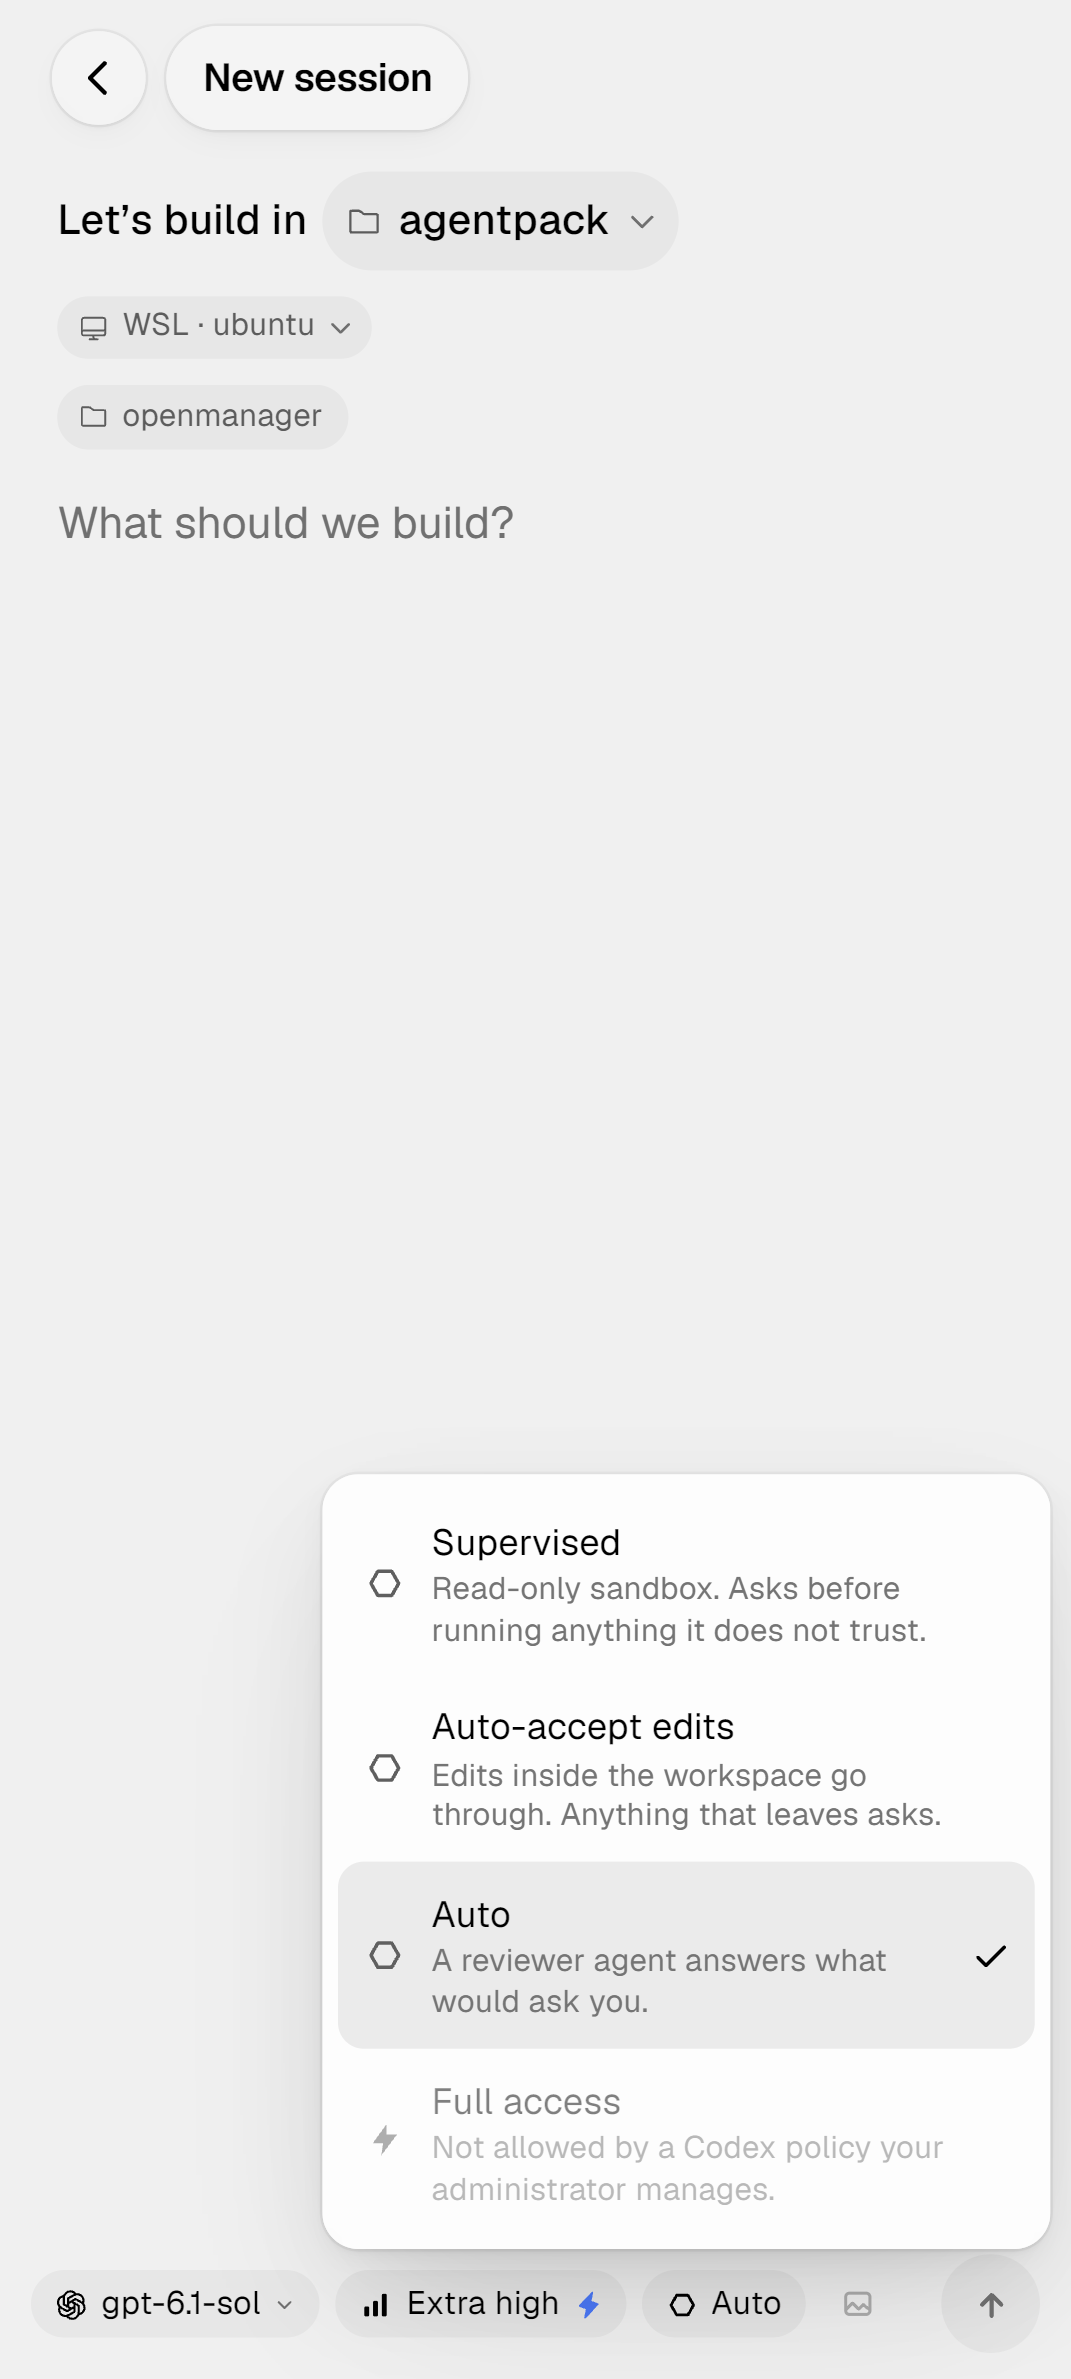 New session
Let’s build in agentpack
WSL · ubuntu
openmanager
What should we build?
Supervised
Read-only sandbox. Asks before
running anything it does not trust.
Auto-accept edits
Edits inside the workspace go
through. Anything that leaves asks.
Auto
A reviewer agent answers what
would ask you.
Full access
Not allowed by a Codex policy your
administrator manages.
gpt-6.1-sol Extra high Auto